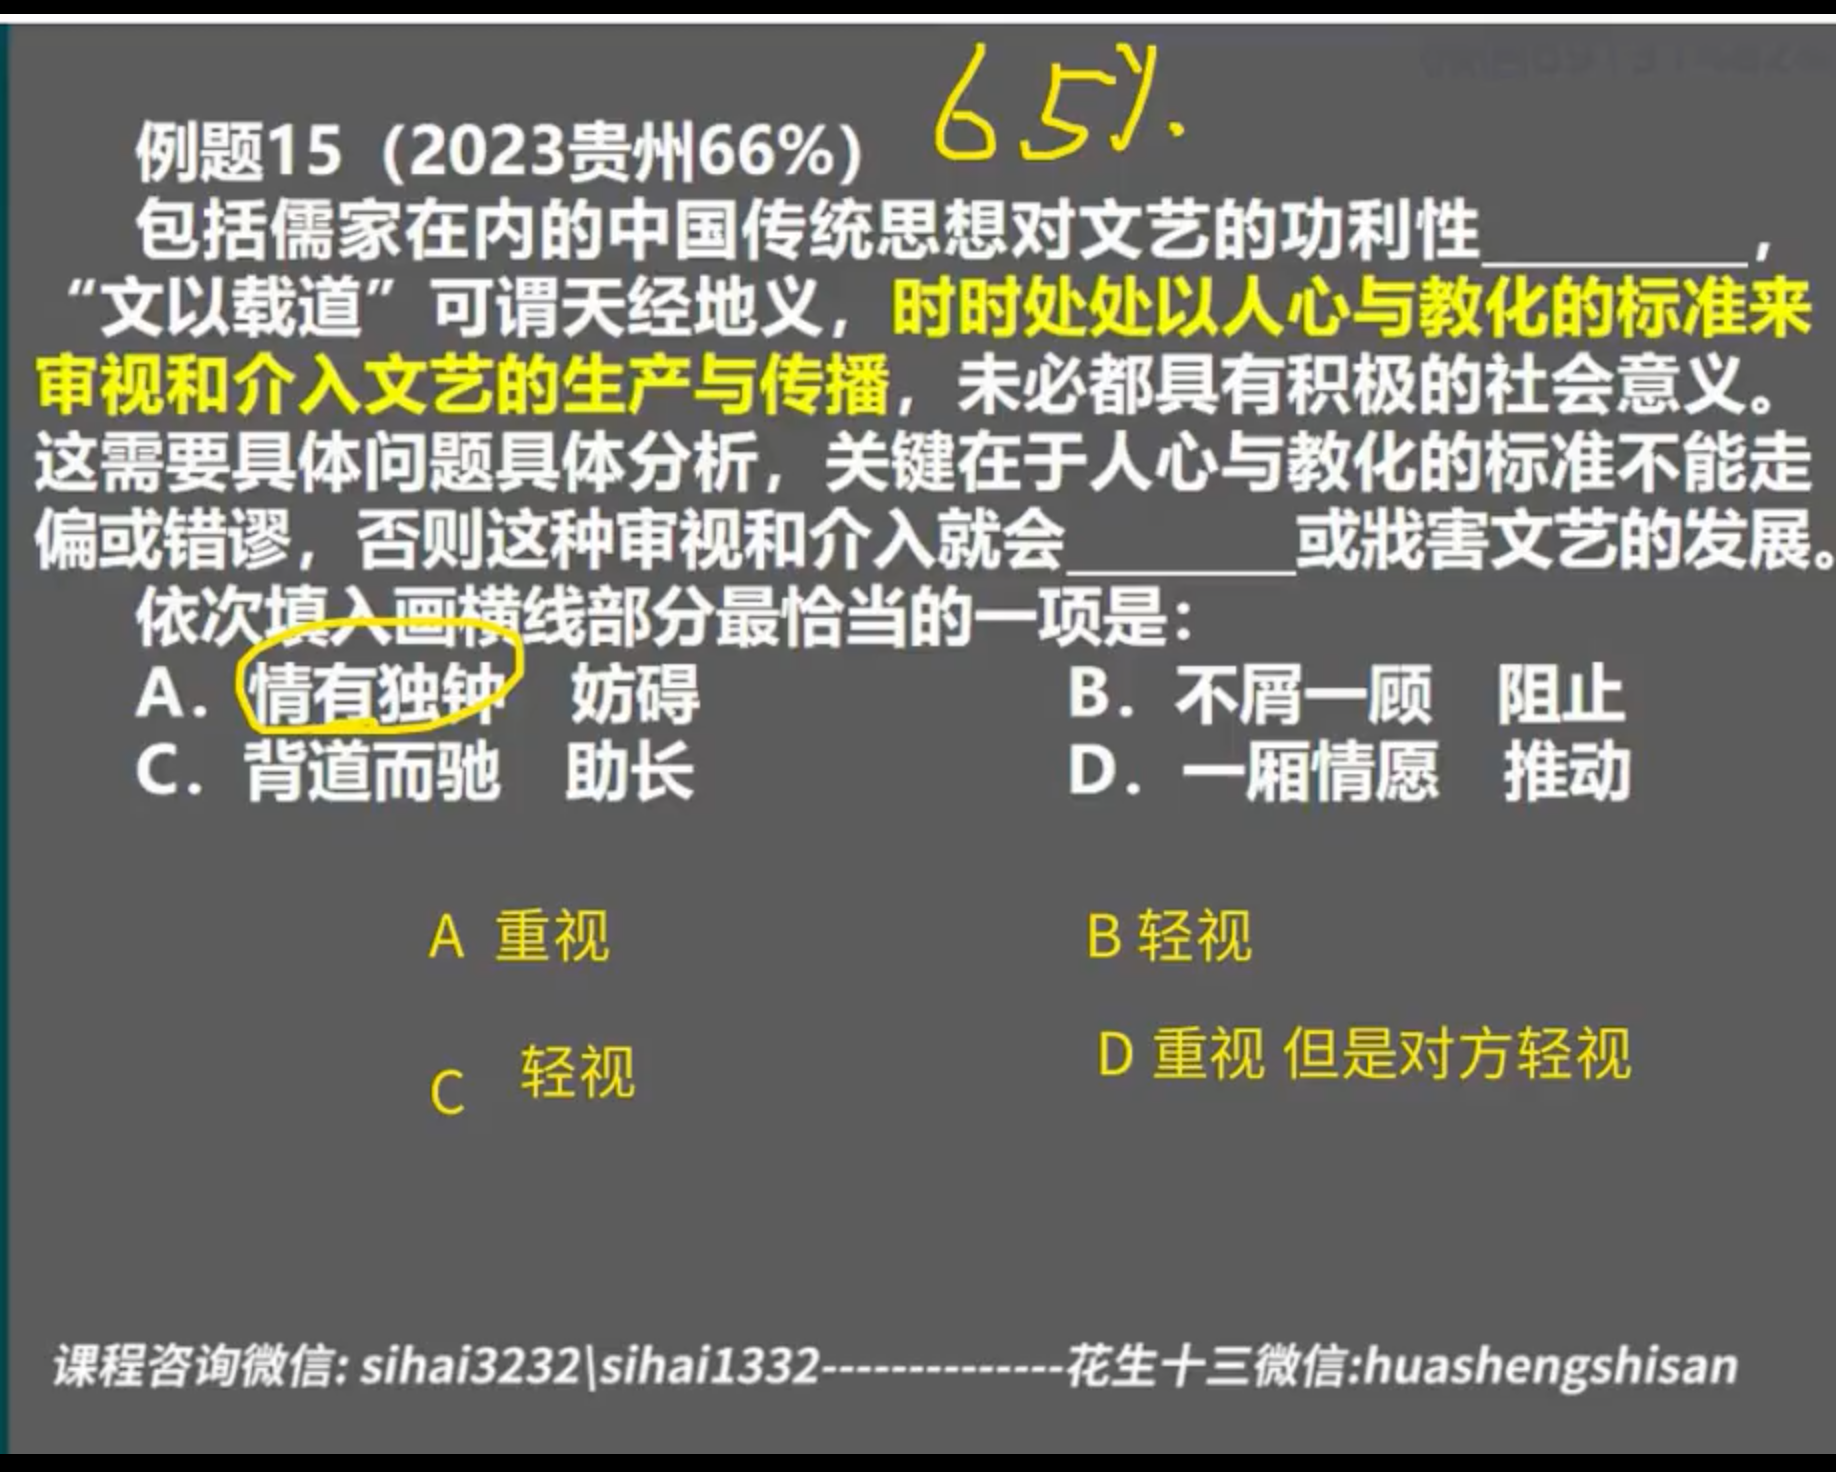 65%.
例题15（2023贵州66%）
包括儒家在内的中国传统思想对文艺的功利性________，
“文以载道”可谓天经地义，时时处处以人心与教化的标准来
审视和介入文艺的生产与传播，未必都具有积极的社会意义。
这需要具体问题具体分析，关键在于人心与教化的标准不能走
偏或错谬，否则这种审视和介入就会_______或戕害文艺的发展。
依次填入画横线部分最恰当的一项是：
A. 情有独钟 妨碍 B. 不屑一顾 阻止
C. 背道而驰 助长 D. 一厢情愿 推动
A 重视 B 轻视
C 轻视 D 重视 但是对方轻视
课程咨询微信: sihai3232\sihai1332--------------花生十三微信:huashengshisan